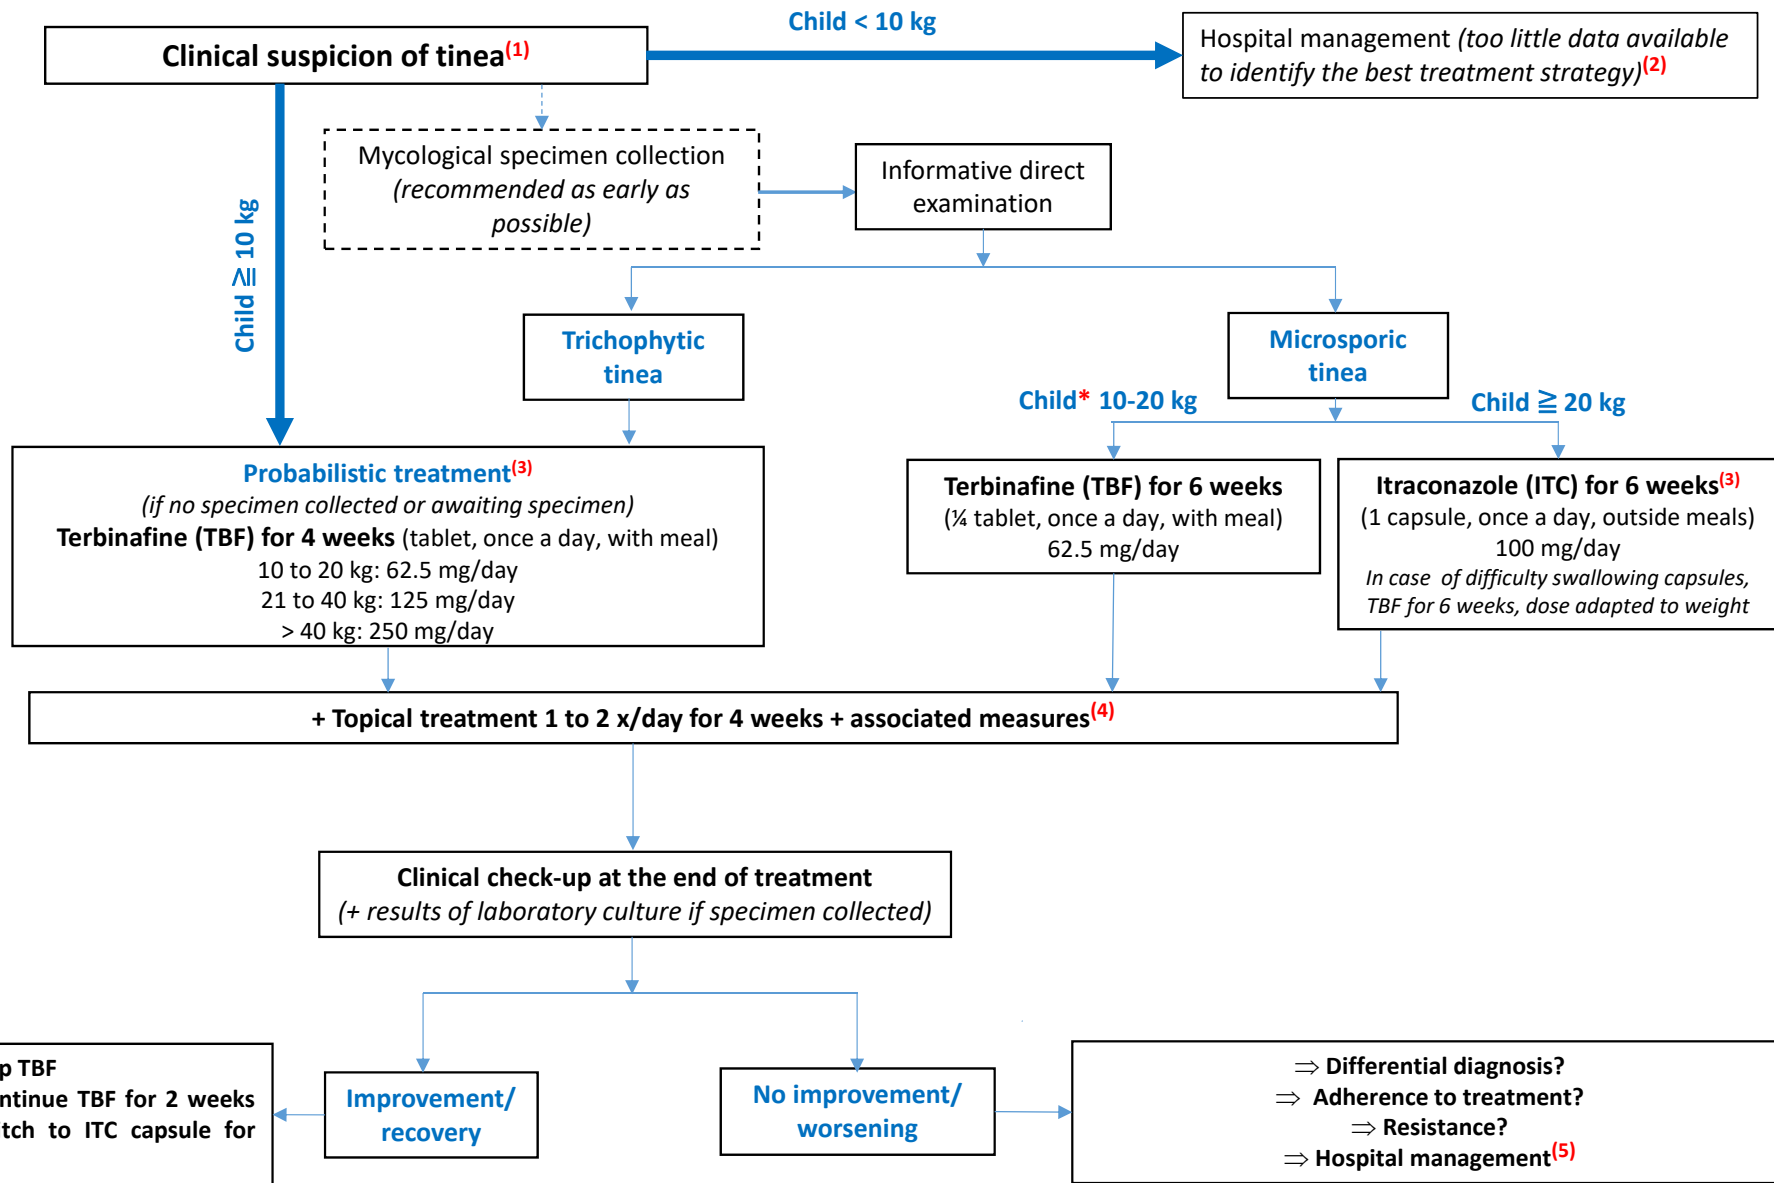 Child < 10 kg
Clinical suspicion of tinea(1)
Hospital management (too little data available
to identify the best treatment strategy)(2)
Mycological specimen collection
(recommended as early as
possible)
Informative direct
examination
Child ≧ 10 kg
Trichophytic
tinea
Microsporic
tinea
Child* 10-20 kg
Child ≧ 20 kg
Probabilistic treatment(3)
(if no specimen collected or awaiting specimen)
Terbinafine (TBF) for 4 weeks (tablet, once a day, with meal)
10 to 20 kg: 62.5 mg/day
21 to 40 kg: 125 mg/day
> 40 kg: 250 mg/day
Terbinafine (TBF) for 6 weeks
(¼ tablet, once a day, with meal)
62.5 mg/day
Itraconazole (ITC) for 6 weeks(3)
(1 capsule, once a day, outside meals)
100 mg/day
In case of difficulty swallowing capsules,
TBF for 6 weeks, dose adapted to weight
+ Topical treatment 1 to 2 x/day for 4 weeks + associated measures(4)
Clinical check-up at the end of treatment
(+ results of laboratory culture if specimen collected)
p TBF
ntinue TBF for 2 weeks
itch to ITC capsule for
Improvement/
recovery
No improvement/
worsening
⇒ Differential diagnosis?
⇒ Adherence to treatment?
⇒ Resistance?
⇒ Hospital management(5)